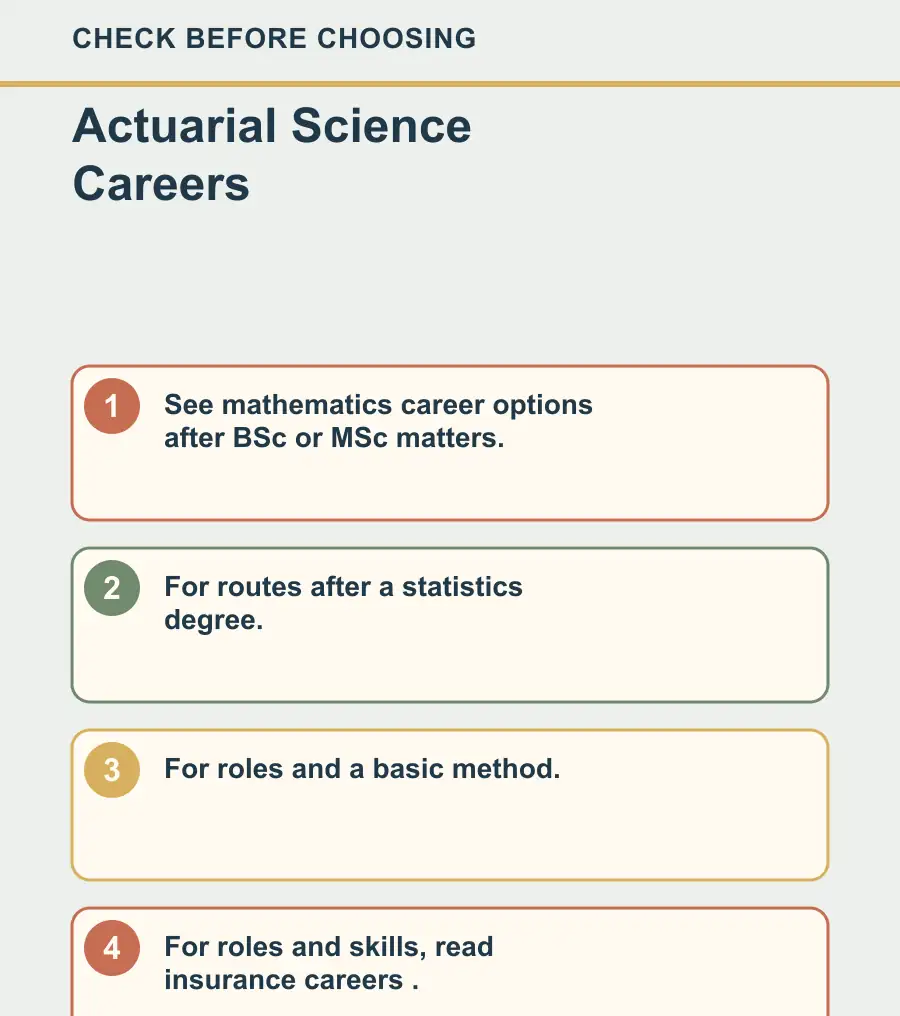 CHECK BEFORE CHOOSING
Actuarial Science
Careers
1
See mathematics career options
after BSc or MSc matters.
2
For routes after a statistics
degree.
3
For roles and a basic method.
4
For roles and skills, read
insurance careers .